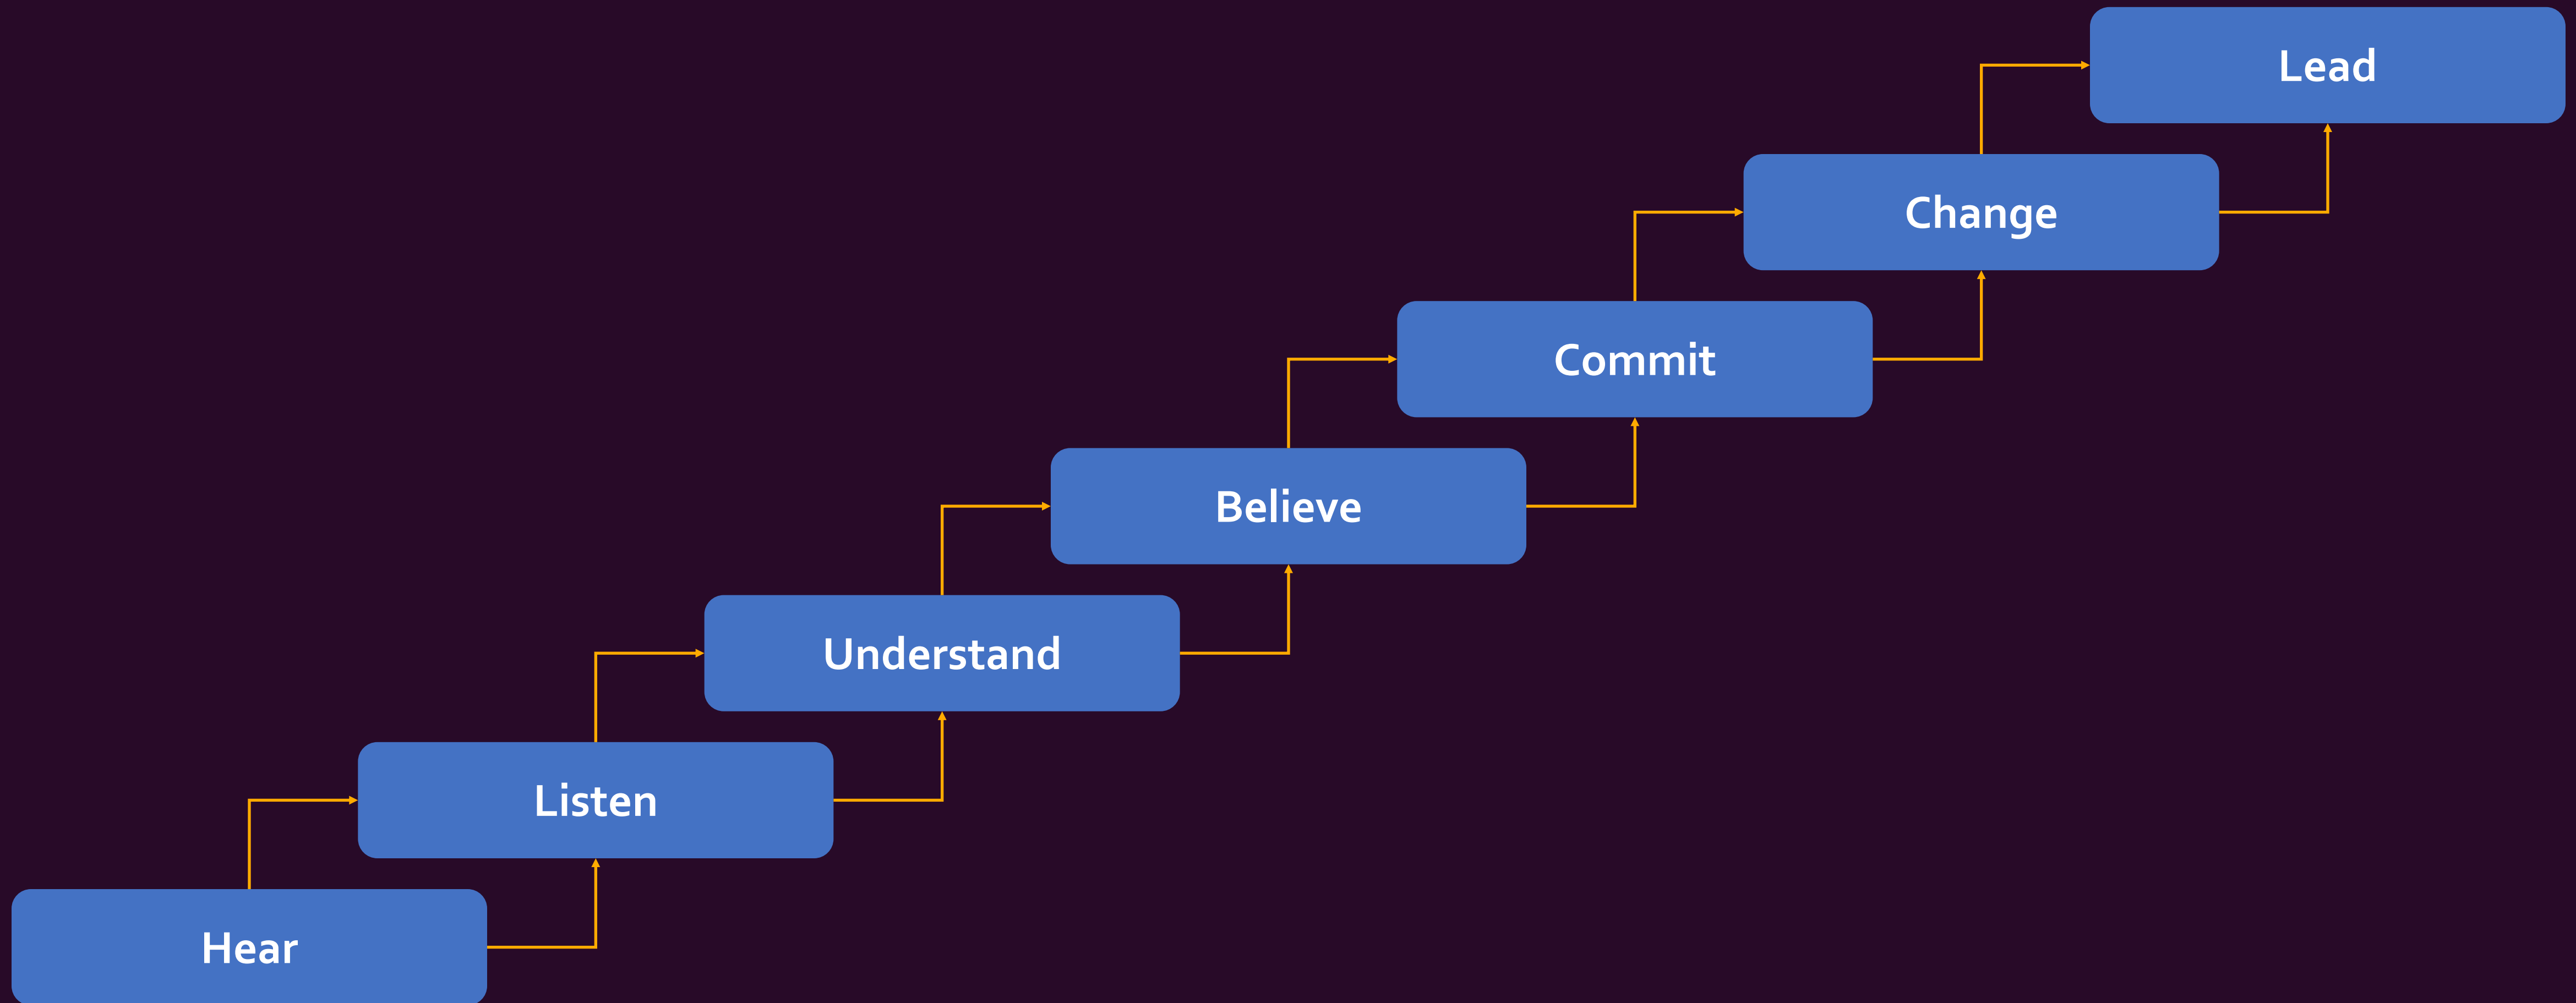 Lead
Change
Commit
Believe
Understand
Listen
Hear